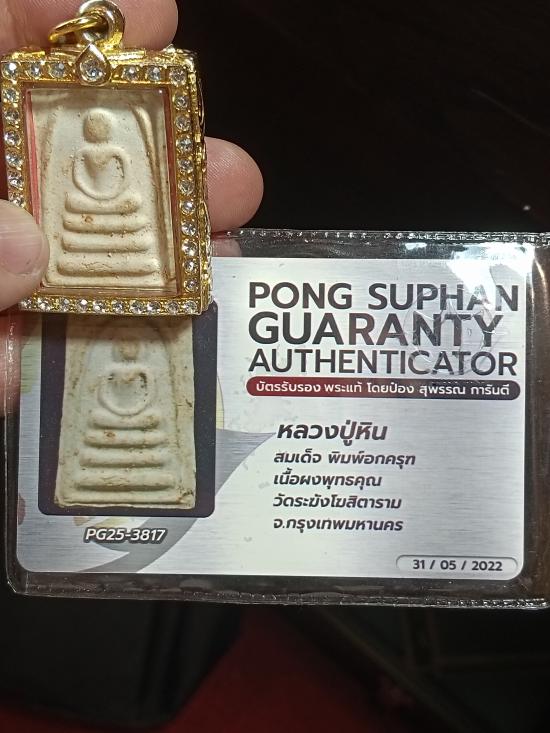 PONG SUPHAN
GUARANTY
AUTHENTICATOR
บัตรรับรอง พระแท้ โดยป๋อง สุพรรณ การันตี
หลวงปู่หิน
สมเด็จ พิมพ์อกครุฑ
เนื้อผงพุทธคุณ
วัดระฆังโฆสิตาราม
จ.กรุงเทพมหานคร
PG25-3817
31 / 05 / 2022